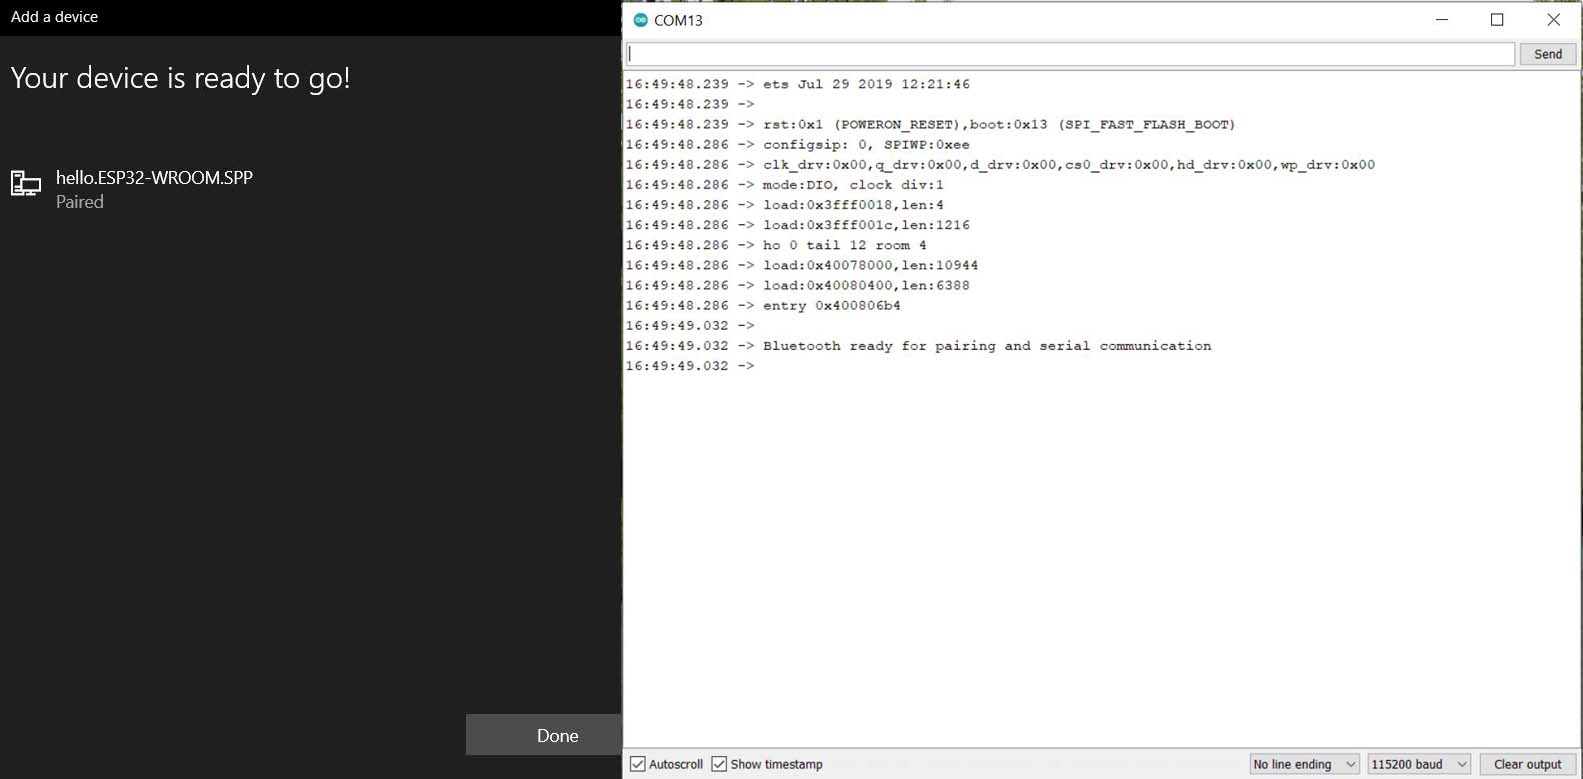 Add a device
Your device is ready to go!
hello.ESP32-WROOM.SPP
Paired
Done
COM13
Send
16:49:48.239 -> ets Jul 29 2019 12:21:46
16:49:48.239 ->
16:49:48.239 -> rst:0x1 (POWERON_RESET),boot:0x13 (SPI_FAST_FLASH_BOOT)
16:49:48.286 -> configsip: 0, SPIWP:0xee
16:49:48.286 -> clk_drv:0x00,q_drv:0x00,d_drv:0x00,cs0_drv:0x00,hd_drv:0x00,wp_drv:0x00
16:49:48.286 -> mode:DIO, clock div:1
16:49:48.286 -> load:0x3fff0018,len:4
16:49:48.286 -> load:0x3fff001c,len:1216
16:49:48.286 -> ho 0 tail 12 room 4
16:49:48.286 -> load:0x40078000,len:10944
16:49:48.286 -> load:0x40080400,len:6388
16:49:48.286 -> entry 0x400806b4
16:49:49.032 ->
16:49:49.032 -> Bluetooth ready for pairing and serial communication
16:49:49.032 ->
Autoscroll Show timestamp No line ending 115200 baud Clear output